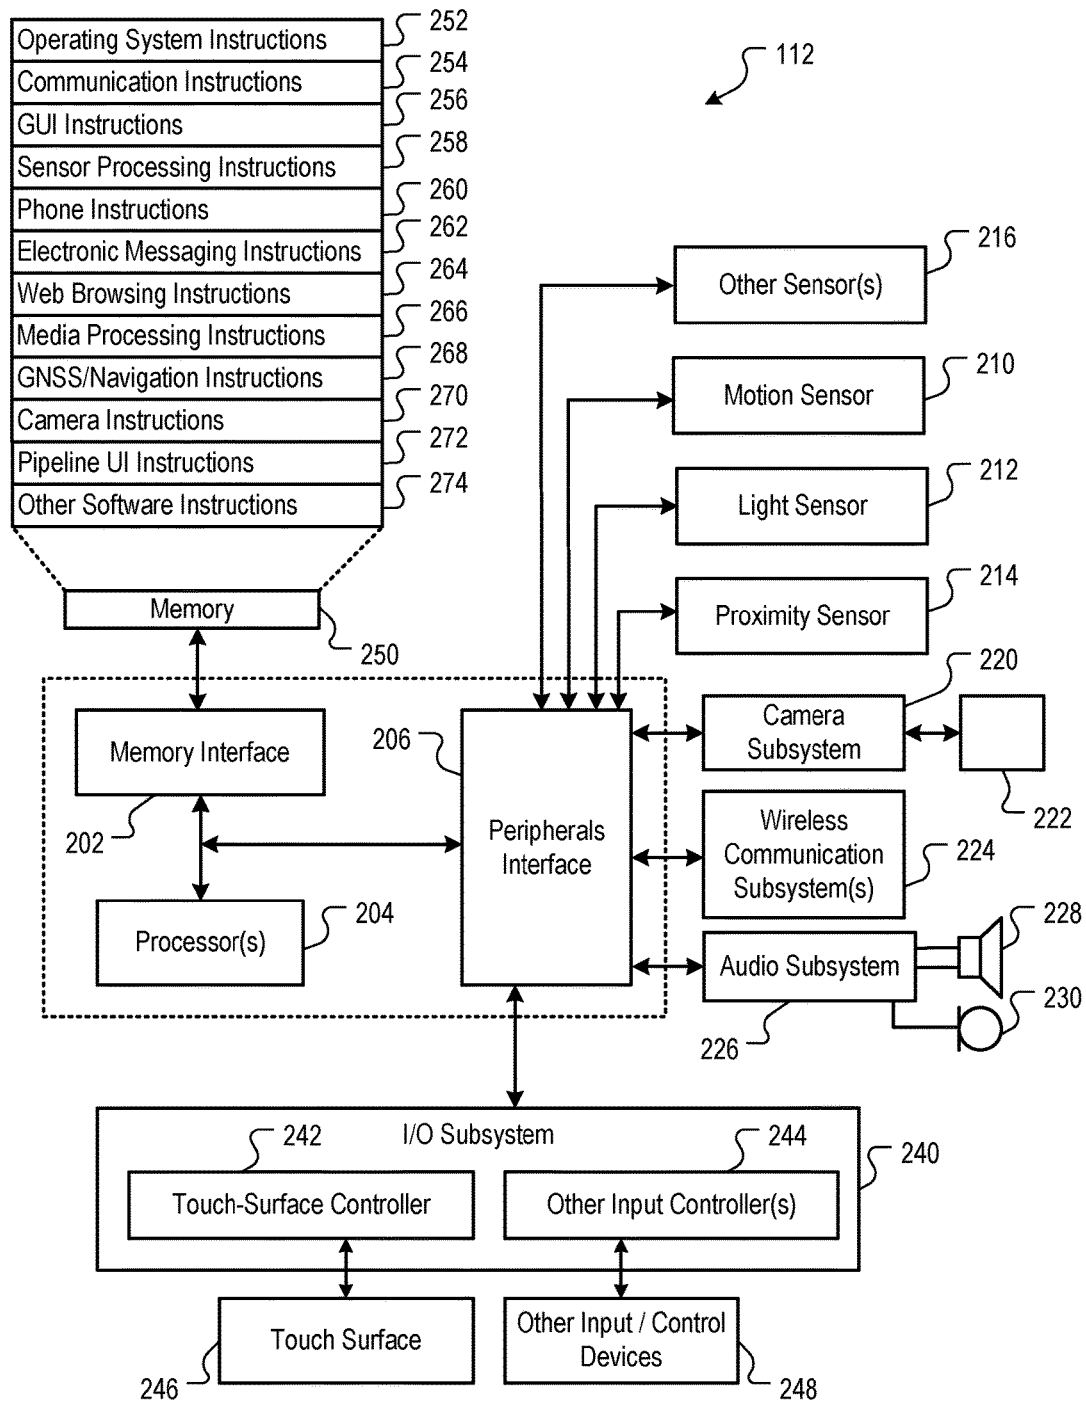 Operating System Instructions
252
Communication Instructions
254
GUI Instructions
256
Sensor Processing Instructions
258
Phone Instructions
260
Electronic Messaging Instructions
262
Web Browsing Instructions
264
Media Processing Instructions
266
GNSS/Navigation Instructions
268
Camera Instructions
270
Pipeline UI Instructions
272
Other Software Instructions
274
112
Other Sensor(s)
216
Motion Sensor
210
Light Sensor
212
Proximity Sensor
214
Memory
250
Memory Interface
202
Processor(s)
204
206
Peripherals
Interface
Camera
Subsystem
220
222
Wireless
Communication
Subsystem(s)
224
Audio Subsystem
226
228
230
I/O Subsystem
240
242
Touch-Surface Controller
244
Other Input Controller(s)
Touch Surface
246
Other Input / Control
Devices
248